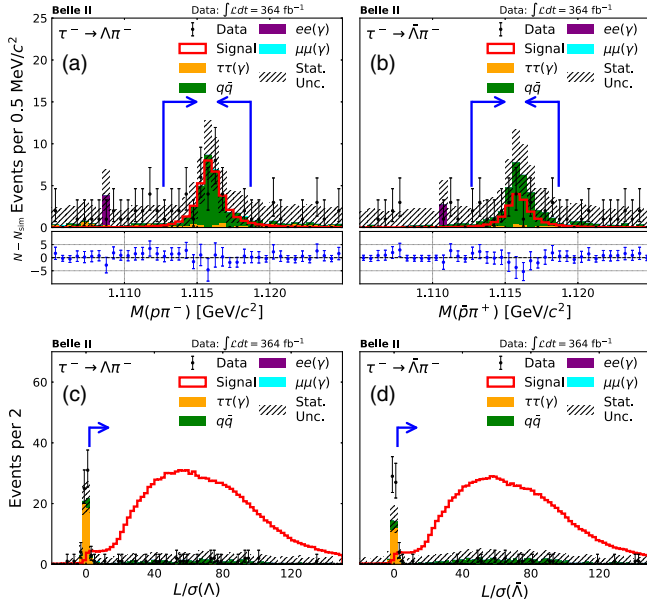 Belle II Data: ∫ℒdt = 364 fb⁻¹
τ⁻ → Λπ⁻
(a)
Data
Signal
ττ(γ)
qq̄
ee(γ)
μμ(γ)
Stat.
Unc.
Events per 0.5 MeV/c²
25
20
15
10
5
0
N − N_sim
5
0
−5
1.110 1.115 1.120
M(pπ⁻) [GeV/c²]
Belle II Data: ∫ℒdt = 364 fb⁻¹
τ⁻ → Λ̄π⁻
(b)
Data
Signal
ττ(γ)
qq̄
ee(γ)
μμ(γ)
Stat.
Unc.
1.110 1.115 1.120
M(p̄π⁺) [GeV/c²]
Belle II Data: ∫ℒdt = 364 fb⁻¹
τ⁻ → Λπ⁻
(c)
Data
Signal
ττ(γ)
qq̄
ee(γ)
μμ(γ)
Stat.
Unc.
Events per 2
60
40
20
0
0 40 80 120
L/σ(Λ)
Belle II Data: ∫ℒdt = 364 fb⁻¹
τ⁻ → Λ̄π⁻
(d)
Data
Signal
ττ(γ)
qq̄
ee(γ)
μμ(γ)
Stat.
Unc.
0 40 80 120
L/σ(Λ̄)